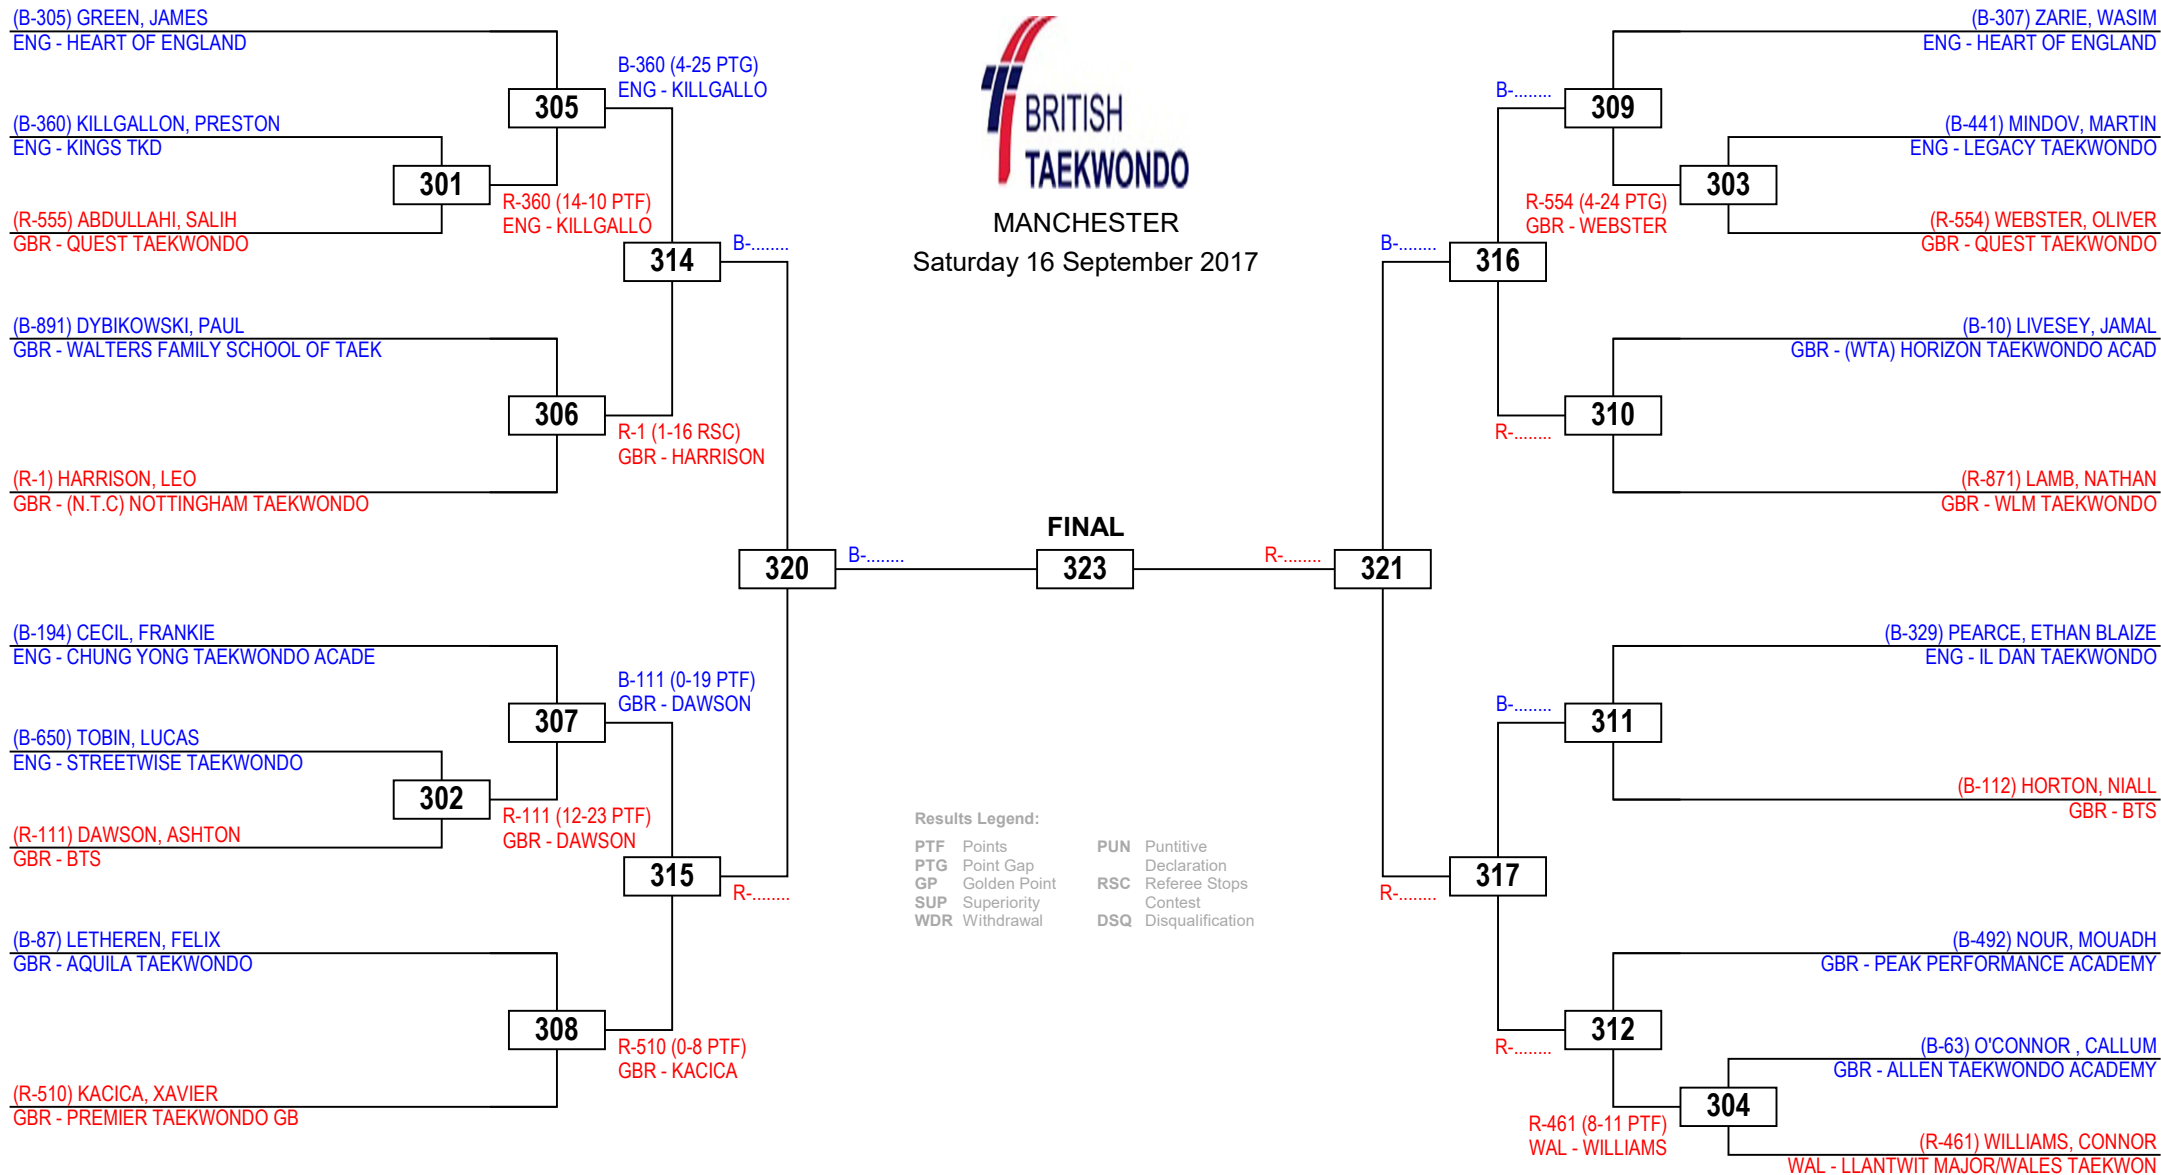 (B-305) GREEN, JAMES
ENG - HEART OF ENGLAND
305
B-360 (4-25 PTG)
ENG - KILLGALLO
(B-360) KILLGALLON, PRESTON
ENG - KINGS TKD
301
R-360 (14-10 PTF)
ENG - KILLGALLO
(R-555) ABDULLAHI, SALIH
GBR - QUEST TAEKWONDO
314
B-........
(B-891) DYBIKOWSKI, PAUL
GBR - WALTERS FAMILY SCHOOL OF TAEK
306
R-1 (1-16 RSC)
GBR - HARRISON
(R-1) HARRISON, LEO
GBR - (N.T.C) NOTTINGHAM TAEKWONDO
320
B-........
(B-194) CECIL, FRANKIE
ENG - CHUNG YONG TAEKWONDO ACADE
307
B-111 (0-19 PTF)
GBR - DAWSON
(B-650) TOBIN, LUCAS
ENG - STREETWISE TAEKWONDO
302
R-111 (12-23 PTF)
GBR - DAWSON
(R-111) DAWSON, ASHTON
GBR - BTS
315
R-........
(B-87) LETHEREN, FELIX
GBR - AQUILA TAEKWONDO
308
R-510 (0-8 PTF)
GBR - KACICA
(R-510) KACICA, XAVIER
GBR - PREMIER TAEKWONDO GB
BRITISH
TAEKWONDO
MANCHESTER
Saturday 16 September 2017
FINAL
323
Results Legend:
PTF Points
PTG Point Gap
GP Golden Point
SUP Superiority
WDR Withdrawal
PUN Puntitive
Declaration
RSC Referee Stops
Contest
DSQ Disqualification
(B-307) ZARIE, WASIM
ENG - HEART OF ENGLAND
B-........
309
(B-441) MINDOV, MARTIN
ENG - LEGACY TAEKWONDO
303
R-554 (4-24 PTG)
GBR - WEBSTER
(R-554) WEBSTER, OLIVER
GBR - QUEST TAEKWONDO
B-........
316
(B-10) LIVESEY, JAMAL
GBR - (WTA) HORIZON TAEKWONDO ACAD
310
R-........
(R-871) LAMB, NATHAN
GBR - WLM TAEKWONDO
R-........
321
(B-329) PEARCE, ETHAN BLAIZE
ENG - IL DAN TAEKWONDO
B-........
311
(B-112) HORTON, NIALL
GBR - BTS
R-........
317
(B-492) NOUR, MOUADH
GBR - PEAK PERFORMANCE ACADEMY
312
R-........
(B-63) O'CONNOR , CALLUM
GBR - ALLEN TAEKWONDO ACADEMY
304
R-461 (8-11 PTF)
WAL - WILLIAMS
(R-461) WILLIAMS, CONNOR
WAL - LLANTWIT MAJOR/WALES TAEKWON